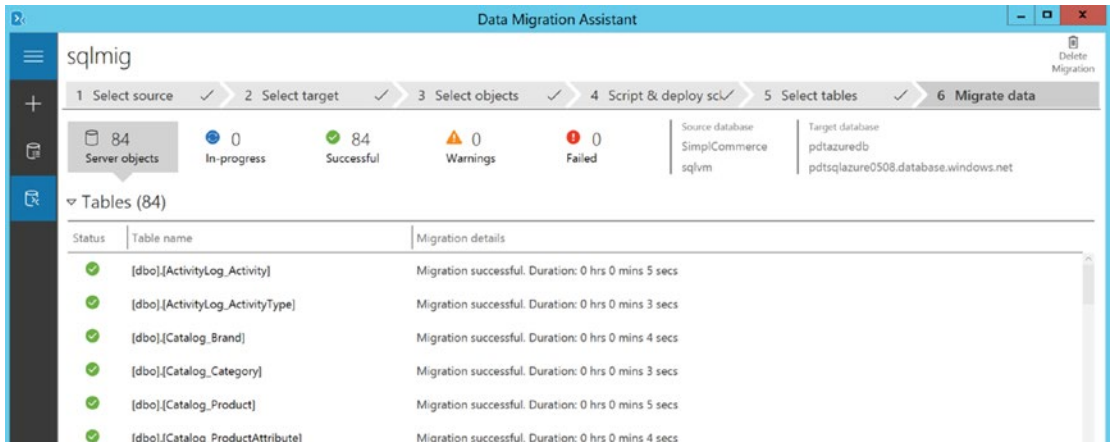 Data Migration Assistant
sqlmig
Delete
Migration
1 Select source
2 Select target
3 Select objects
4 Script & deploy sc
5 Select tables
6 Migrate data
84
Server objects
0
In-progress
84
Successful
0
Warnings
0
Failed
Source database
SimplCommerce
sqlvm
Target database
pdtazuredb
pdtsqlazure0508.database.windows.net
Tables (84)
Status Table name Migration details
[dbo].[ActivityLog_Activity] Migration successful. Duration: 0 hrs 0 mins 5 secs
[dbo].[ActivityLog_ActivityType] Migration successful. Duration: 0 hrs 0 mins 3 secs
[dbo].[Catalog_Brand] Migration successful. Duration: 0 hrs 0 mins 4 secs
[dbo].[Catalog_Category] Migration successful. Duration: 0 hrs 0 mins 3 secs
[dbo].[Catalog_Product] Migration successful. Duration: 0 hrs 0 mins 5 secs
[dbo].[Catalog_ProductAttribute] Migration successful. Duration: 0 hrs 0 mins 4 secs